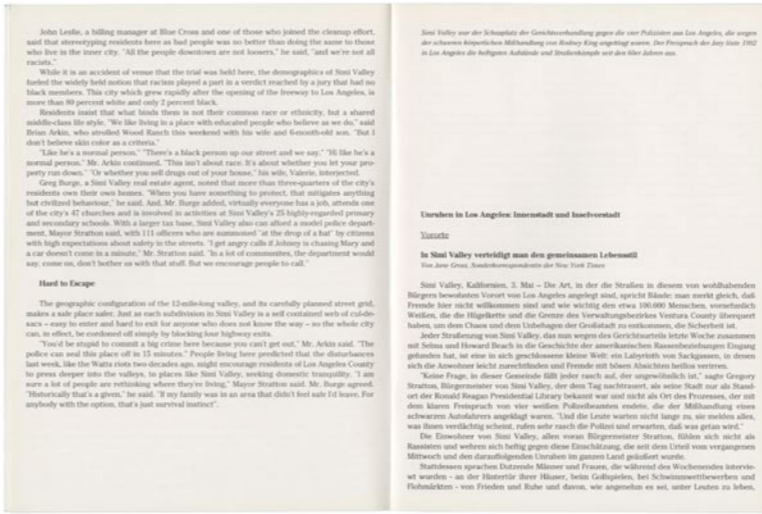 John Leslie, a billing manager at Blue Cross and one of those who joined the cleanup effort,
said that stereotyping residents here as bad people was no better than doing the same to those
who live in the inner city. "All the people downtown are not loosers," he said, "and we're not all
racists."
While it is an accident of venue that the trial was held here, the demographics of Simi Valley
fueled the widely held notion that racism played a part in a verdict reached by a jury that had no
black members. This city which grew rapidly after the opening of the freeway to Los Angeles, is
more than 80 percent white and only 2 percent black.
Residents insist that what binds them is not their common race or ethnicity, but a shared
middle-class life style. "We like living in a place with educated people who believe as we do," said
Brian Arkin, who strolled Wood Ranch this weekend with his wife and 6-month-old son. "But I
don't believe skin color as a criteria."
"Like he's a normal person," "There's a black person up our street and we say." "Hi like he's a
normal person," Mr. Arkin continued. "This isn't about race. It's about whether you let your pro-
perty run down." "Or whether you sell drugs out of your house," his wife, Valerie, interjected.
Greg Burge, a Simi Valley real estate agent, noted that more than three-quarters of the city's
residents own their own homes. "When you have something to protect, that mitigates anything
but civilized behaviour," he said. And, Mr. Burge added, virtually everyone has a job, attends one
of the city's 47 churches and is involved in activities at Simi Valley's 25 highly-regarded primary
and secondary schools. With a larger tax base, Simi Valley also can afford a model police depart-
ment, Mayor Stratton said, with 111 officers who are summoned "at the drop of a hat" by citizens
with high expectations about safety in the streets. "I get angry calls if Johnny is chasing Mary and
a car doesn't come in a minute," Mr. Stratton said. "In a lot of communites, the department would
say, come on, don't bother us with that stuff. But we encourage people to call."
Hard to Escape
The geographic configuration of the 12-mile-long valley, and its carefully planned street grid,
makes a safe place safer. Just as each subdivision in Simi Valley is a self contained web of cul-de-
sacs – easy to enter and hard to exit for anyone who does not know the way – so the whole city
can, in effect, be cordoned off simply by blocking four highway exits.
"You'd be stupid to commit a big crime here because you can't get out," Mr. Arkin said. "The
police can seal this place off in 15 minutes." People living here predicted that the disturbances
last week, like the Watts riots two decades ago, might encourage residents of Los Angeles County
to press deeper into the valleys, to places like Simi Valley, seeking domestic tranquility. "I am
sure a lot of people are rethinking where they're living," Mayor Stratton said. Mr. Burge agreed.
"Historically that's a given," he said. "If my family was in an area that didn't feel safe I'd leave. For
anybody with the option, that's just survival instinct".
Simi Valley war der Schauplatz der Gerichtsverhandlung gegen die vier Polizisten aus Los Angeles, die wegen
der schweren körperlichen Mißhandlung von Rodney King angeklagt waren. Der Freispruch der Jury löste 1992
in Los Angeles die heftigsten Aufstände und Straßenkämpfe seit den 60er Jahren aus.
Unruhen in Los Angeles: Innenstadt und Inselvorstadt
Vororte
In Simi Valley verteidigt man den gemeinsamen Lebensstil
Von Jane Gross, Sonderkorrespondentin der New York Times
Simi Valley, Kalifornien, 3. Mai – Die Art, in der die Straßen in diesem von wohlhabenden
Bürgern bewohnten Vorort von Los Angeles angelegt sind, spricht Bände: man merkt gleich, daß
Fremde hier nicht willkommen sind und wie wichtig den etwa 100.000 Menschen, vornehmlich
Weißen, die die Hügelkette und die Grenze des Verwaltungsbezirkes Ventura County überquert
haben, um dem Chaos und dem Unbehagen der Großstadt zu entkommen, die Sicherheit ist.
Jeder Straßenzug von Simi Valley, das nun wegen des Gerichtsurteils letzte Woche zusammen
mit Selma und Howard Beach in die Geschichte der amerikanischen Rassenbeziehungen Eingang
gefunden hat, ist eine in sich geschlossene kleine Welt: ein Labyrinth von Sackgassen, in denen
sich die Anwohner leicht zurechtfinden und Fremde mit bösen Absichten heillos verirren.
"Keine Frage, in dieser Gemeinde fällt jeder rasch auf, der ungewöhnlich ist," sagte Gregory
Stratton, Bürgermeister von Simi Valley, der dem Tag nachtrauert, als seine Stadt nur als Stand-
ort der Ronald Reagan Presidential Library bekannt war und nicht als Ort des Prozesses, der mit
dem klaren Freispruch von vier weißen Polizeibeamten endete, die der Mißhandlung eines
schwarzen Autofahrers angeklagt waren. "Und die Leute warten nicht lange zu, sie melden alles,
was ihnen verdächtig scheint, rufen sehr rasch die Polizei und erwarten, daß was getan wird."
Die Einwohner von Simi Valley, allen voran Bürgermeister Stratton, fühlen sich nicht als
Rassisten und wehren sich heftig gegen diese Einschätzung, die seit dem Urteil vom vergangenen
Mittwoch und den darauffolgenden Unruhen im ganzen Land geäußert wurde.
Stattdessen sprachen Dutzende Männer und Frauen, die während des Wochenendes intervie-
wt wurden - an der Hintertür ihrer Häuser, beim Golfspielen, bei Schwimmwettbewerben und
Flohmärkten - von Frieden und Ruhe und davon, wie angenehm es sei, unter Leuten zu leben,